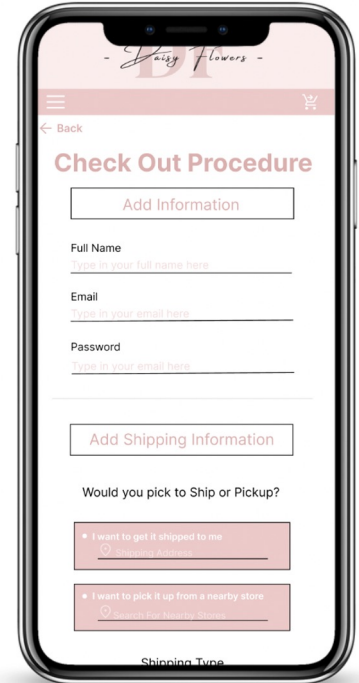 Df
- Daisy Flowers -
← Back
Check Out Procedure
Add Information
Full Name
Type in your full name here
Email
Type in your email here
Password
Type in your email here
Add Shipping Information
Would you pick to Ship or Pickup?
I want to get it shipped to me
Shipping Address
I want to pick it up from a nearby store
Search For Nearby Stores
Shipping Type